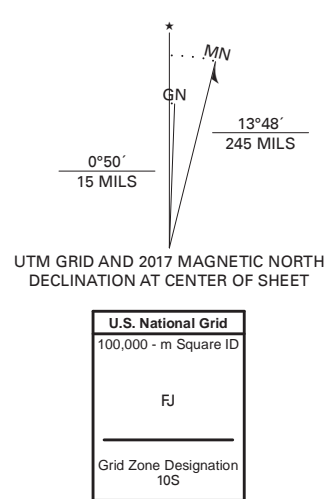 ★
MN
GN
13°48´
245 MILS
0°50´
15 MILS
UTM GRID AND 2017 MAGNETIC NORTH
DECLINATION AT CENTER OF SHEET
U.S. National Grid
100,000 - m Square ID
FJ
Grid Zone Designation
10S